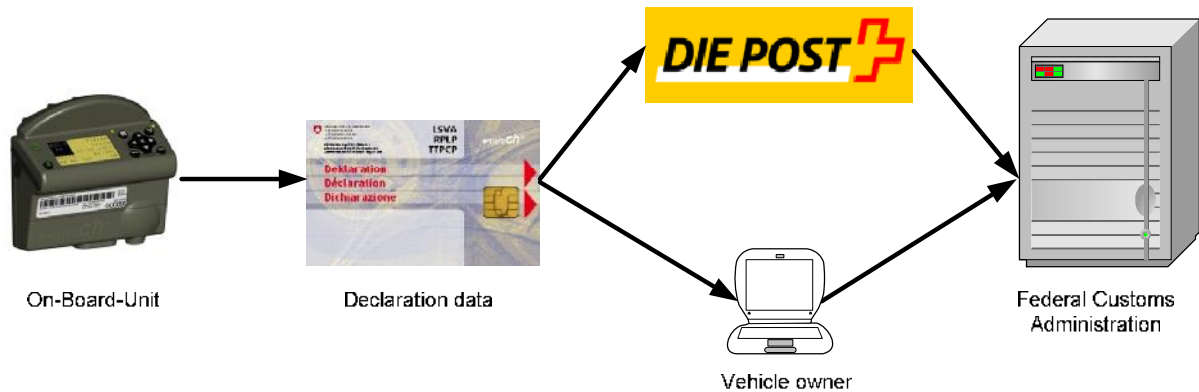 DIE POST
LSVA
RPLP
TTPCP
Deklaration
Déclaration
Dichiarazione
On-Board-Unit
Declaration data
Vehicle owner
Federal Customs
Administration